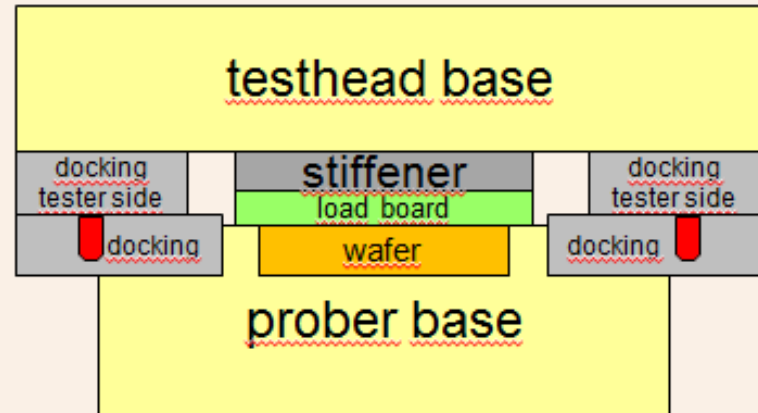 testhead base
docking
tester side
stiffener
load board
docking
tester side
docking
wafer
docking
prober base